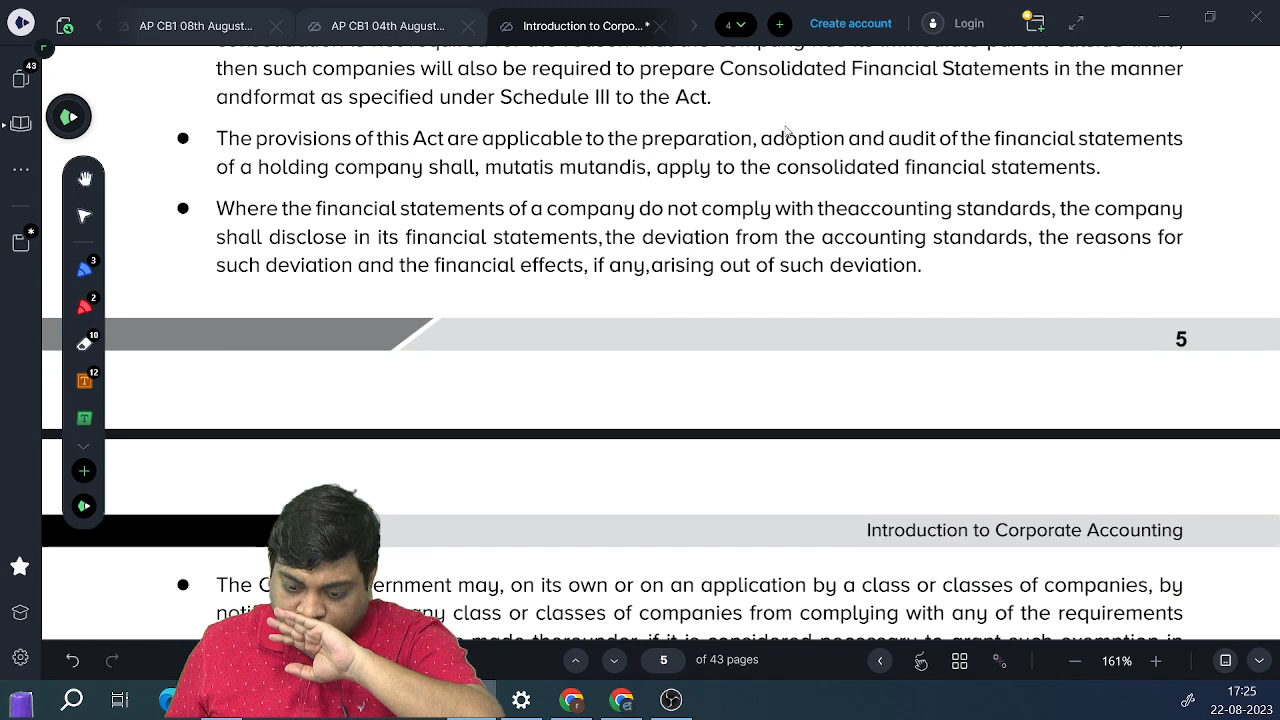 AP CB1 08th August...
AP CB1 04th August...
Introduction to Corpo...*
4
Create account
Login
43
then such companies will also be required to prepare Consolidated Financial Statements in the manner
andformat as specified under Schedule III to the Act.
● The provisions of this Act are applicable to the preparation, adoption and audit of the financial statements
of a holding company shall, mutatis mutandis, apply to the consolidated financial statements.
● Where the financial statements of a company do not comply with theaccounting standards, the company
shall disclose in its financial statements,the deviation from the accounting standards, the reasons for
such deviation and the financial effects, if any,arising out of such deviation.
3
2
10
12
5
Introduction to Corporate Accounting
● The ernment may, on its own or on an application by a class or classes of companies, by
any class or classes of companies from complying with any of the requirements
5 of 43 pages
161%
17:25
22-08-2023